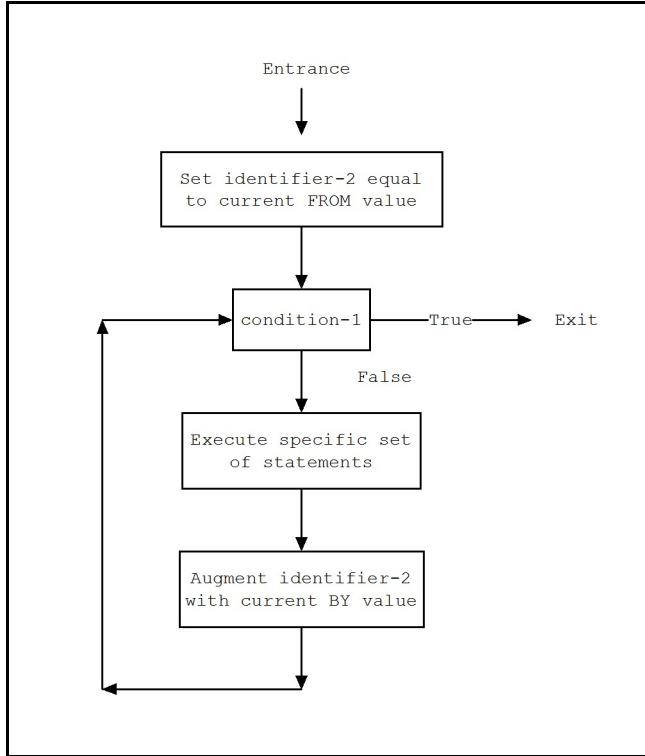 Entrance
Set identifier-2 equal
to current FROM value
condition-1
True
Exit
False
Execute specific set
of statements
Augment identifier-2
with current BY value